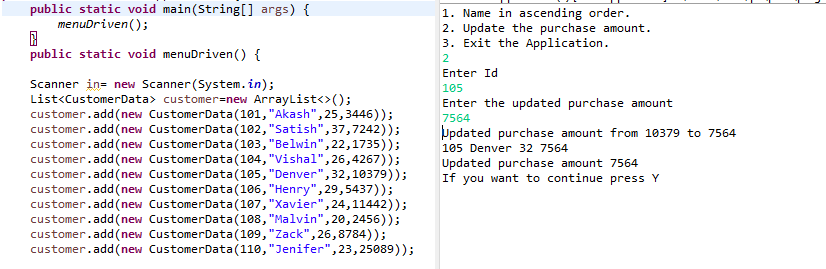 public static void main(String[] args) {
menuDriven();
}
public static void menuDriven() {
Scanner in= new Scanner(System.in);
List<CustomerData> customer=new ArrayList<>();
customer.add(new CustomerData(101,"Akash",25,3446));
customer.add(new CustomerData(102,"Satish",37,7242));
customer.add(new CustomerData(103,"Belwin",22,1735));
customer.add(new CustomerData(104,"Vishal",26,4267));
customer.add(new CustomerData(105,"Denver",32,10379));
customer.add(new CustomerData(106,"Henry",29,5437));
customer.add(new CustomerData(107,"Xavier",24,11442));
customer.add(new CustomerData(108,"Malvin",20,2456));
customer.add(new CustomerData(109,"Zack",26,8784));
customer.add(new CustomerData(110,"Jenifer",23,25089));
1. Name in ascending order.
2. Update the purchase amount.
3. Exit the Application.
2
Enter Id
105
Enter the updated purchase amount
7564
Updated purchase amount from 10379 to 7564
105 Denver 32 7564
Updated purchase amount 7564
If you want to continue press Y